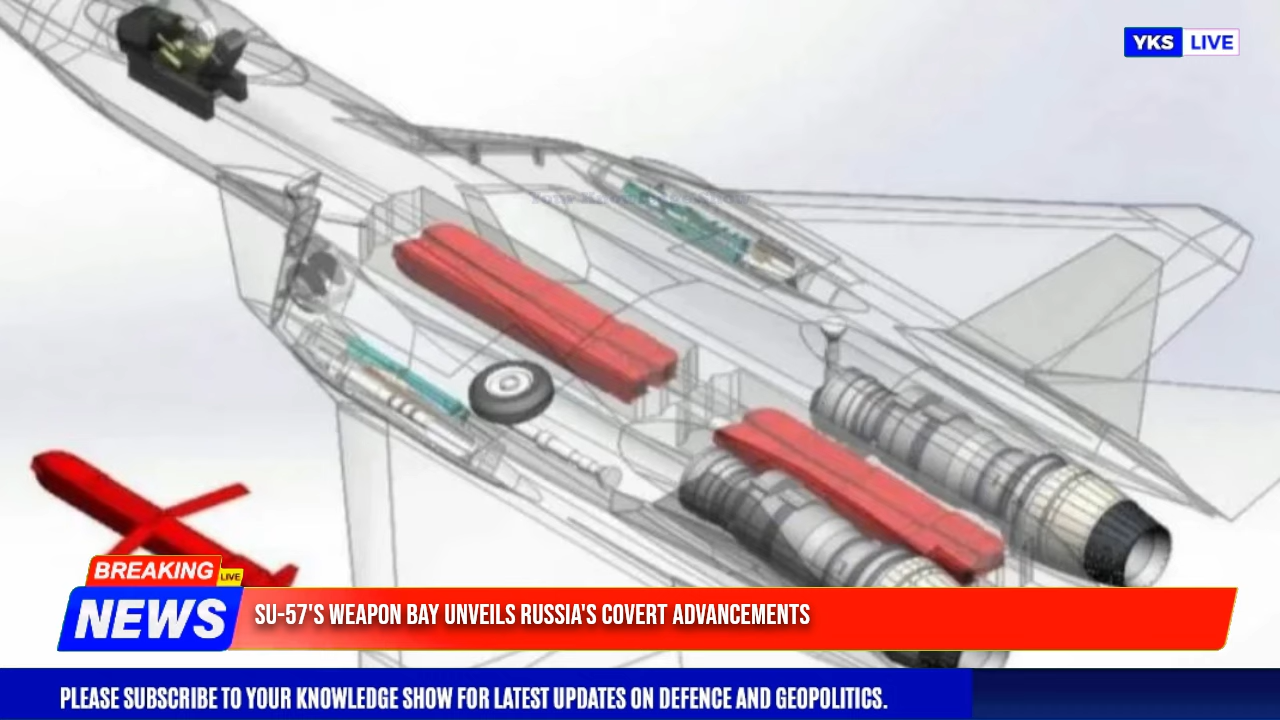 YKS LIVE
BREAKING
LIVE
NEWS
SU-57'S WEAPON BAY UNVEILS RUSSIA'S COVERT ADVANCEMENTS
PLEASE SUBSCRIBE TO YOUR KNOWLEDGE SHOW FOR LATEST UPDATES ON DEFENCE AND GEOPOLITICS.